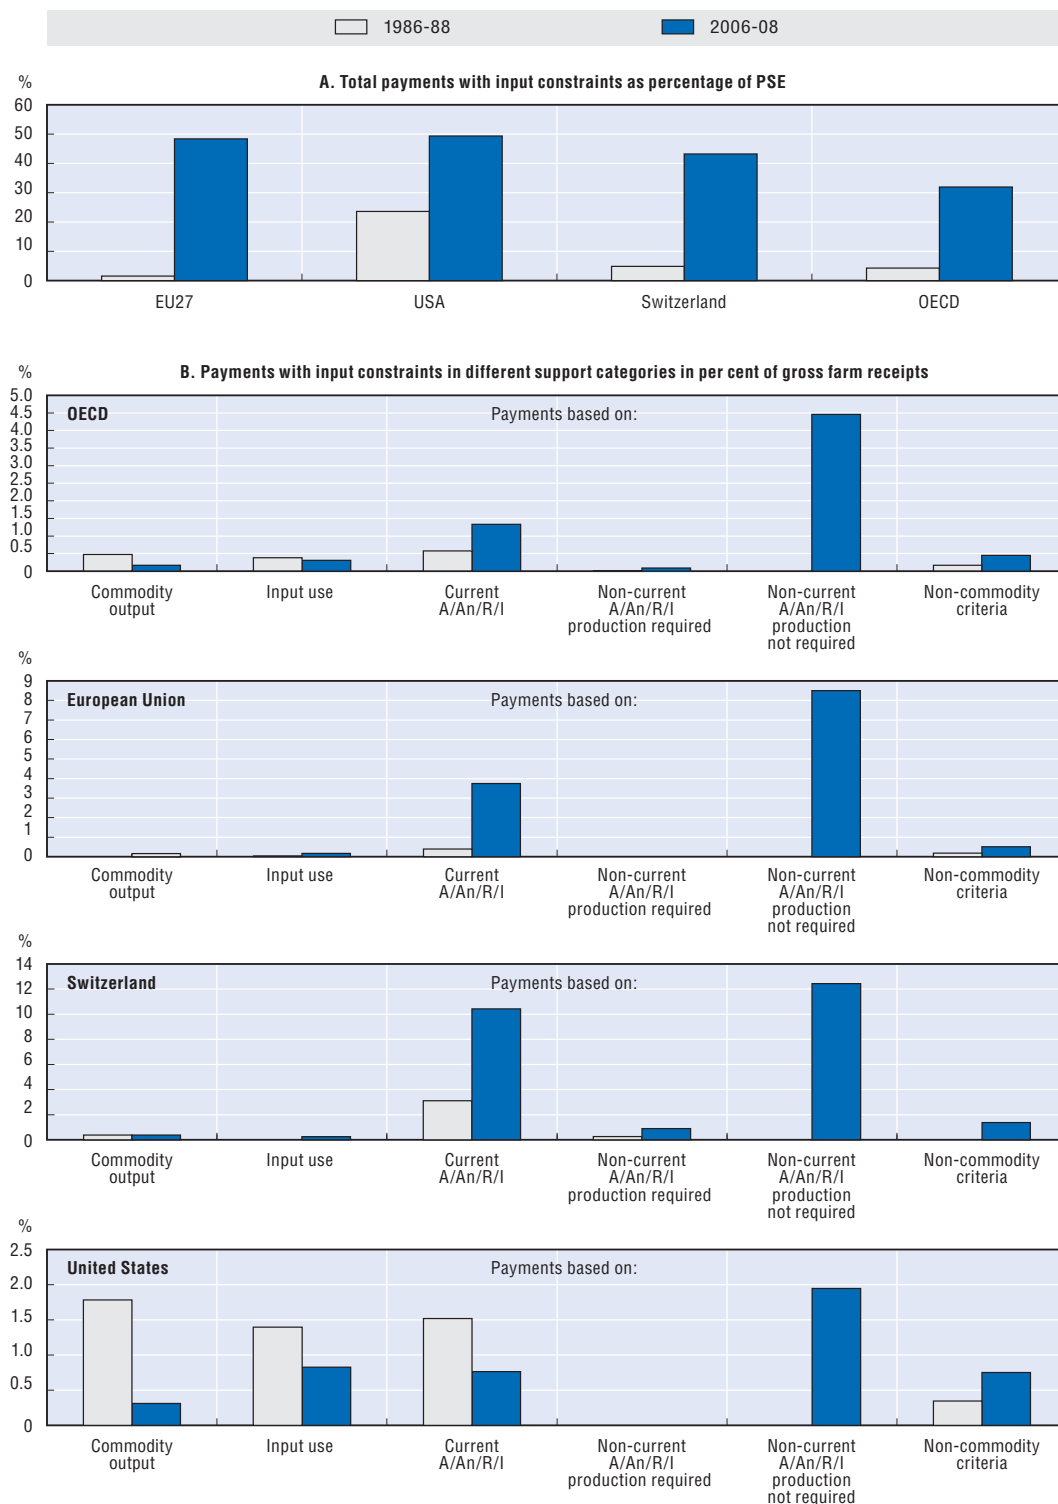 1986-88 2006-08
% A. Total payments with input constraints as percentage of PSE
60
50
40
30
20
10
0
EU27 USA Switzerland OECD
% B. Payments with input constraints in different support categories in per cent of gross farm receipts
5.0
4.5
4.0
3.5
3.0
2.5
2.0
1.5
1.0
0.5
0
OECD Payments based on:
Commodity output
Input use
Current A/An/R/I
Non-current A/An/R/I production required
Non-current A/An/R/I production not required
Non-commodity criteria
%
9
8
7
6
5
4
3
2
1
0
European Union Payments based on:
Commodity output
Input use
Current A/An/R/I
Non-current A/An/R/I production required
Non-current A/An/R/I production not required
Non-commodity criteria
%
14
12
10
8
6
4
2
0
Switzerland Payments based on:
Commodity output
Input use
Current A/An/R/I
Non-current A/An/R/I production required
Non-current A/An/R/I production not required
Non-commodity criteria
%
2.5
2.0
1.5
1.0
0.5
0
United States Payments based on:
Commodity output
Input use
Current A/An/R/I
Non-current A/An/R/I production required
Non-current A/An/R/I production not required
Non-commodity criteria